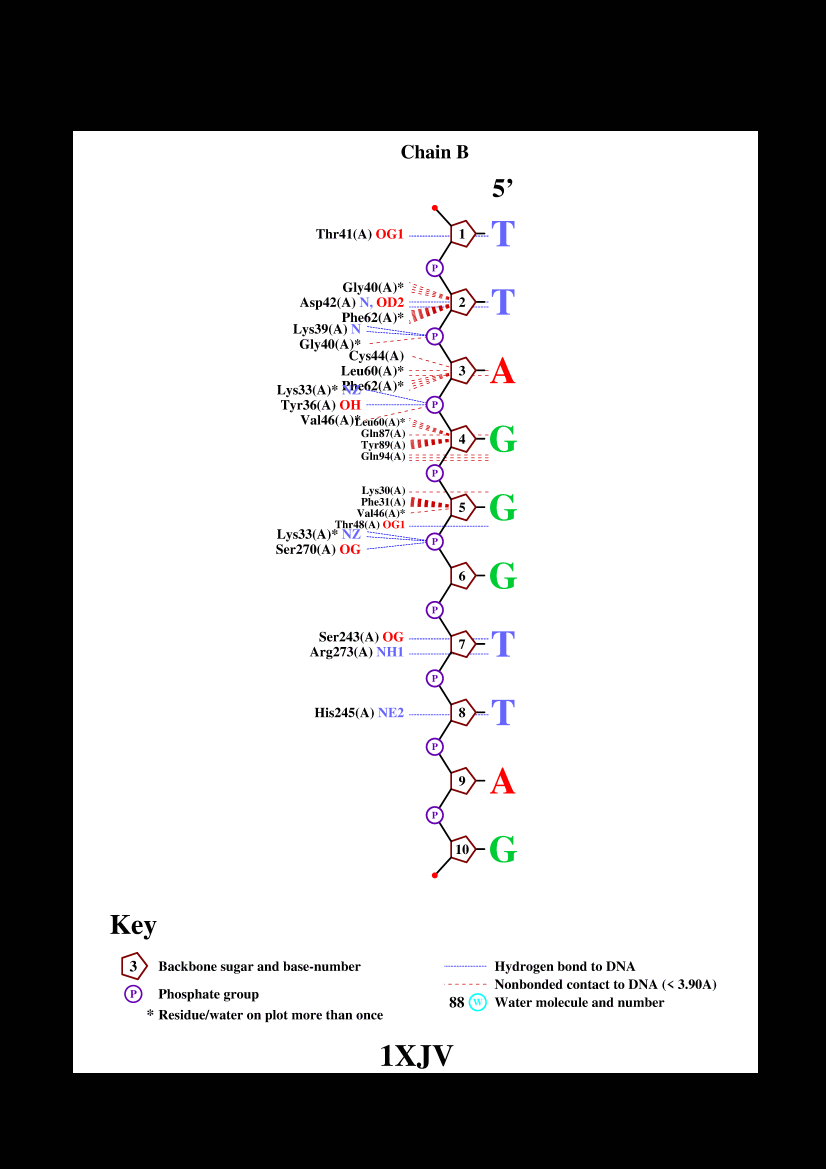 Chain B
5’
Thr41(A) OG1
1 T
P
Gly40(A)*
Asp42(A) N, OD2
2 T
Phe62(A)*
Lys39(A) N
P
Gly40(A)*
Cys44(A)
Leu60(A)*
3 A
Phe62(A)*
Lys33(A)* NZ
Tyr36(A) OH
P
Val46(A)*
Leu60(A)*
Gln87(A)
4 G
Tyr89(A)
Gln94(A)
P
Lys30(A)
Phe31(A)
5 G
Val46(A)*
Thr48(A) OG1
Lys33(A)* NZ
P
Ser270(A) OG
6 G
P
Ser243(A) OG
7 T
Arg273(A) NH1
P
His245(A) NE2
8 T
P
9 A
P
10 G
Key
3 Backbone sugar and base-number
P Phosphate group
* Residue/water on plot more than once
Hydrogen bond to DNA
Nonbonded contact to DNA (< 3.90A)
88 W Water molecule and number
1XJV